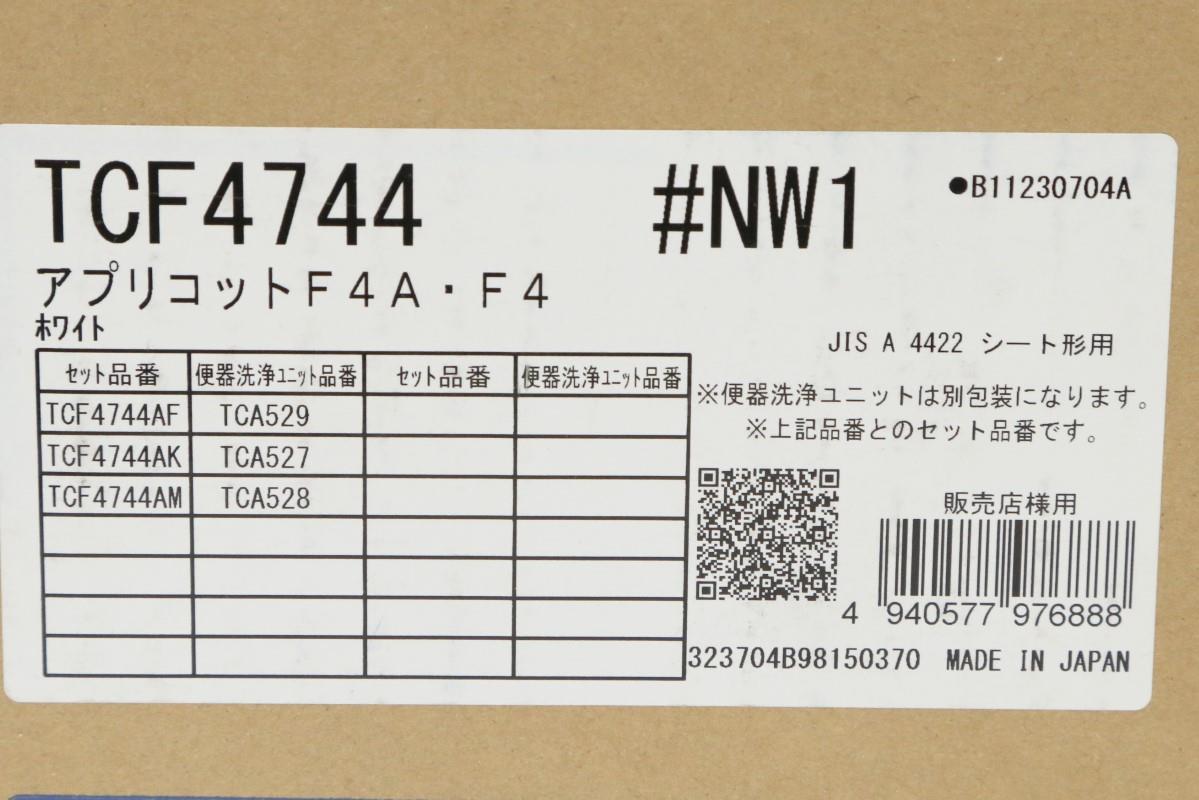 TCF4744 #NW1 ●B11230704A
アプリコットF4A・F4
ホワイト
JIS A 4422 シート形用
セット品番 便器洗浄ユニット品番 セット品番 便器洗浄ユニット品番
TCF4744AF TCA529
TCF4744AK TCA527
TCF4744AM TCA528
※便器洗浄ユニットは別包装になります。
※上記品番とのセット品番です。
販売店様用
4 940577 976888
323704B98150370 MADE IN JAPAN